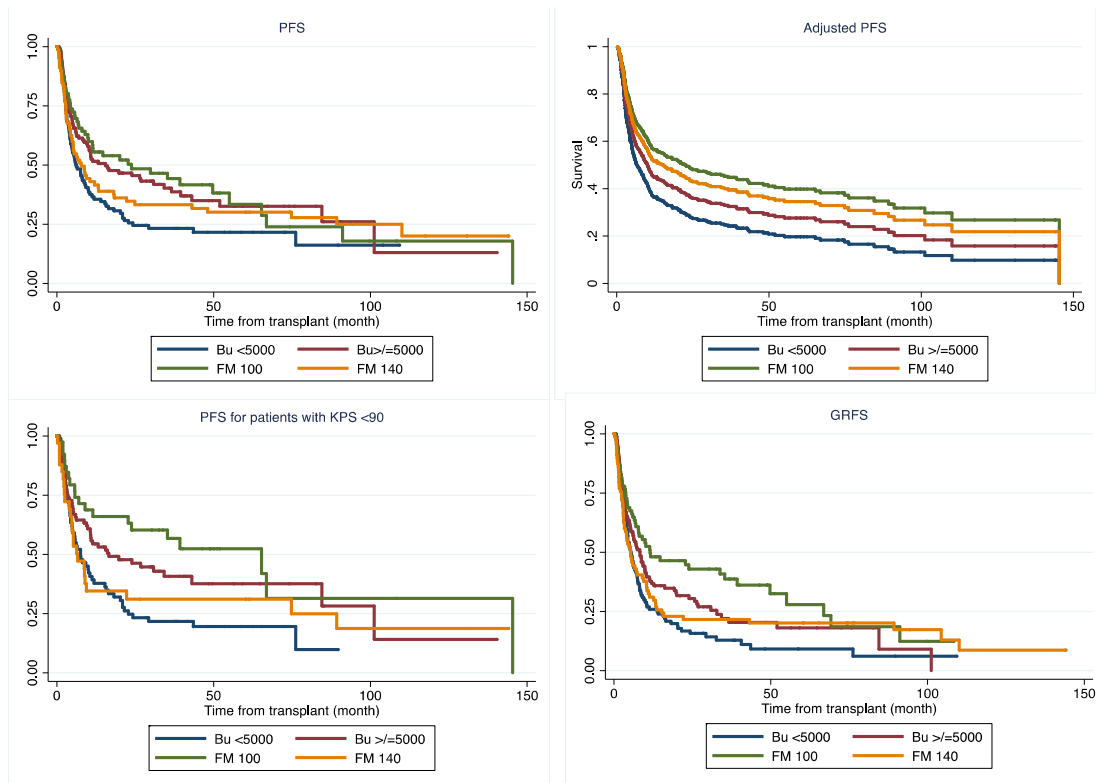 PFS
1.00
0.75
0.50
0.25
0.00
0 50 100 150
Time from transplant (month)
Bu <5000 Bu>/=5000
FM 100 FM 140
Adjusted PFS
Survival
1
.8
.6
.4
.2
0
0 50 100 150
Time from transplant (month)
Bu <5000 Bu >/=5000
FM 100 FM 140
PFS for patients with KPS <90
1.00
0.75
0.50
0.25
0.00
0 50 100 150
Time from transplant (month)
Bu <5000 Bu >/=5000
FM 100 FM 140
GRFS
1.00
0.75
0.50
0.25
0.00
0 50 100 150
Time from transplant (month)
Bu <5000 Bu >/=5000
FM 100 FM 140